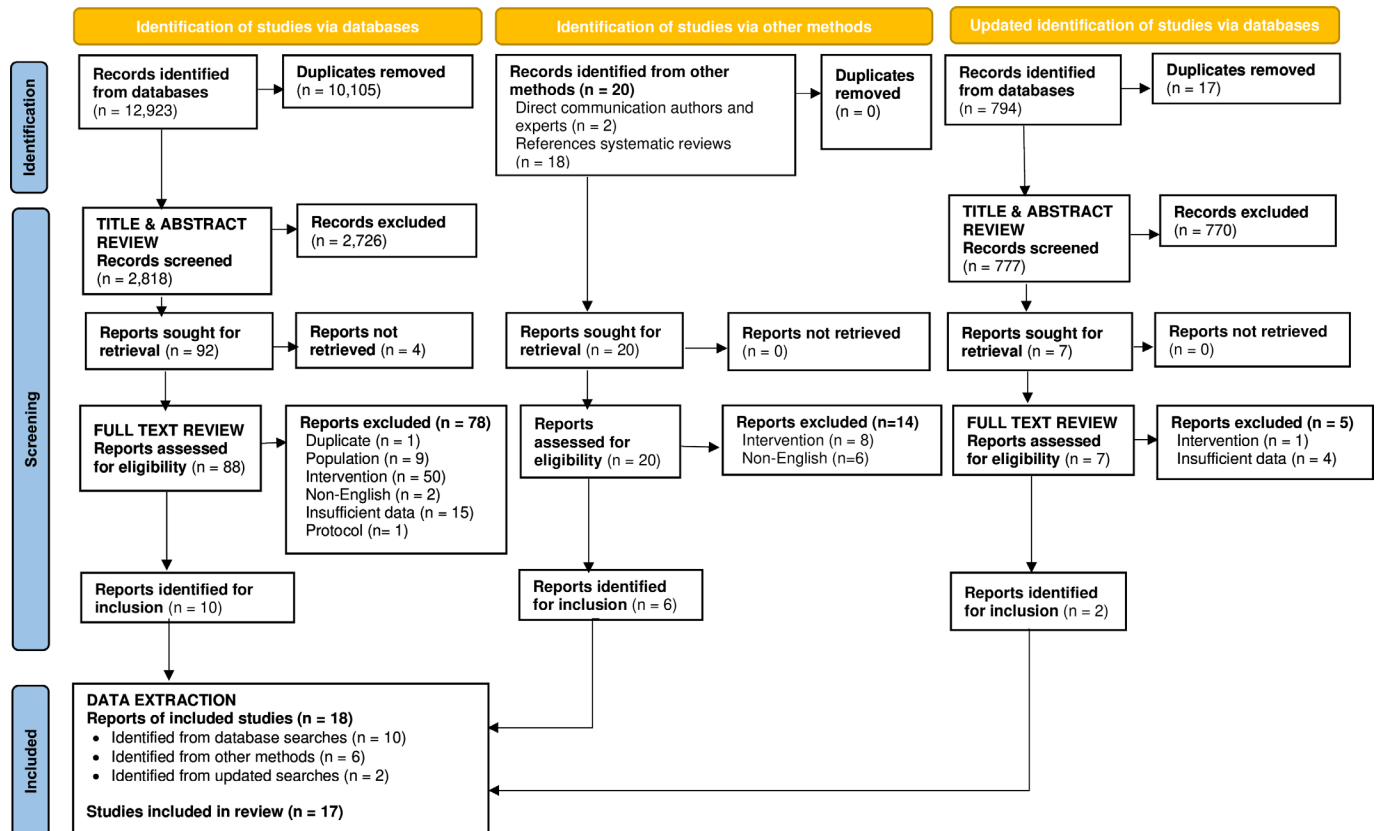 Identification of studies via databases
Identification of studies via other methods
Updated identification of studies via databases
Identification
Records identified
from databases
(n = 12,923)
Duplicates removed
(n = 10,105)
Records identified from other
methods (n = 20)
Direct communication authors and
experts (n = 2)
References systematic reviews
(n = 18)
Duplicates
removed
(n = 0)
Records identified
from databases
(n = 794)
Duplicates removed
(n = 17)
Screening
TITLE & ABSTRACT
REVIEW
Records screened
(n = 2,818)
Records excluded
(n = 2,726)
TITLE & ABSTRACT
REVIEW
Records screened
(n = 777)
Records excluded
(n = 770)
Reports sought for
retrieval (n = 92)
Reports not
retrieved (n = 4)
Reports sought for
retrieval (n = 20)
Reports not retrieved
(n = 0)
Reports sought for
retrieval (n = 7)
Reports not retrieved
(n = 0)
FULL TEXT REVIEW
Reports assessed
for eligibility (n = 88)
Reports excluded (n = 78)
Duplicate (n = 1)
Population (n = 9)
Intervention (n = 50)
Non-English (n = 2)
Insufficient data (n = 15)
Protocol (n= 1)
Reports
assessed for
eligibility (n = 20)
Reports excluded (n=14)
Intervention (n = 8)
Non-English (n=6)
FULL TEXT REVIEW
Reports assessed
for eligibility (n = 7)
Reports excluded (n = 5)
Intervention (n = 1)
Insufficient data (n = 4)
Reports identified for
inclusion (n = 10)
Reports identified
for inclusion (n = 6)
Reports identified
for inclusion (n = 2)
Included
DATA EXTRACTION
Reports of included studies (n = 18)
• Identified from database searches (n = 10)
• Identified from other methods (n = 6)
• Identified from updated searches (n = 2)
Studies included in review (n = 17)